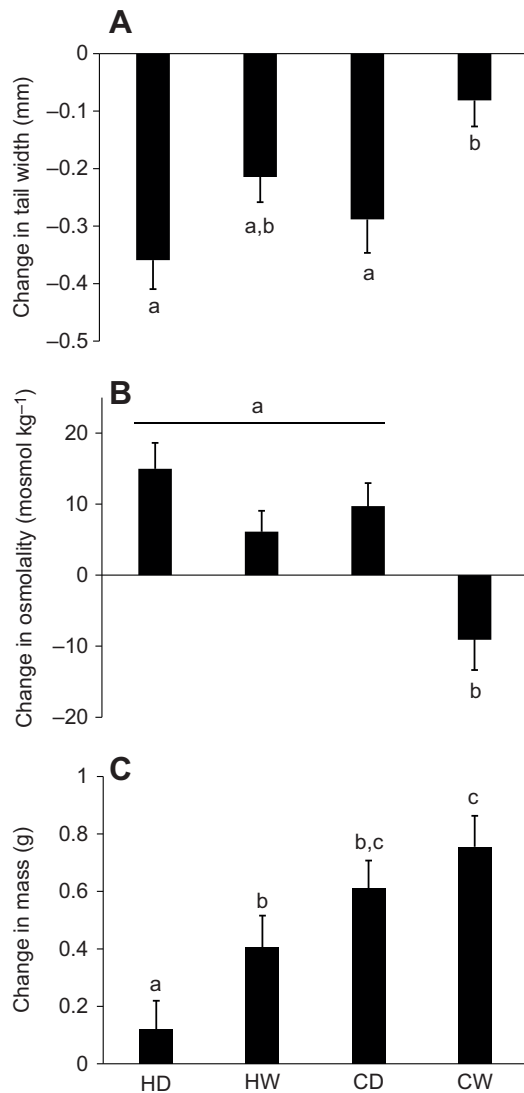 A
Change in tail width (mm)
0
–0.1
–0.2
–0.3
–0.4
–0.5
a
a,b
a
b
B
Change in osmolality (mosmol kg⁻¹)
20
10
0
–10
–20
a
b
C
Change in mass (g)
1
0.8
0.6
0.4
0.2
0
a
b
b,c
c
HD HW CD CW